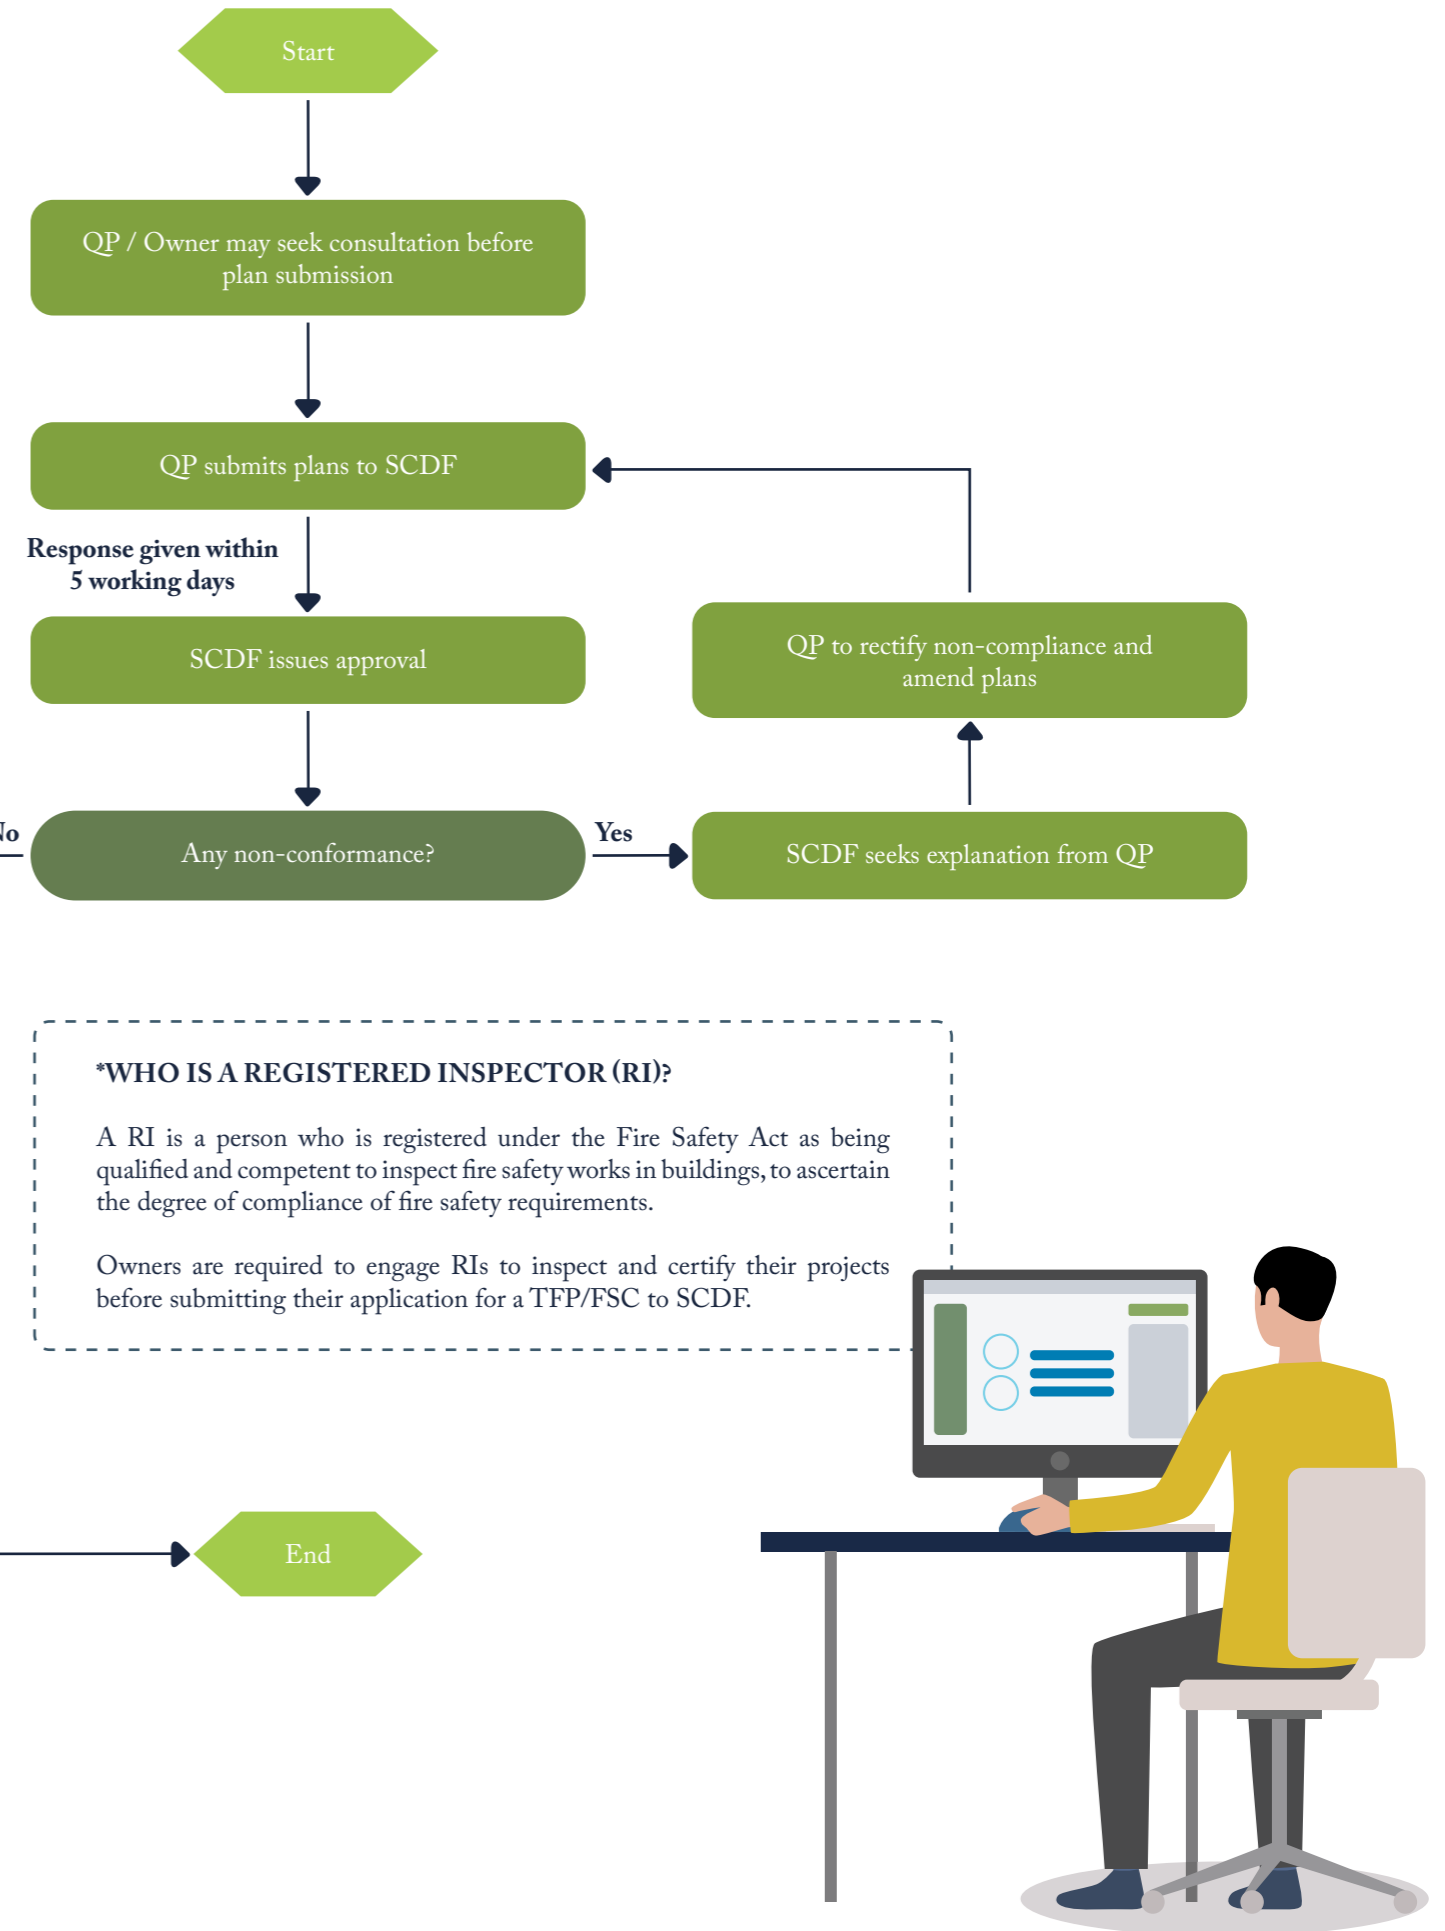 Start
QP / Owner may seek consultation before
plan submission
QP submits plans to SCDF
Response given within
5 working days
SCDF issues approval
QP to rectify non-compliance and
amend plans
No
Any non-conformance?
Yes
SCDF seeks explanation from QP
*WHO IS A REGISTERED INSPECTOR (RI)?
A RI is a person who is registered under the Fire Safety Act as being
qualified and competent to inspect fire safety works in buildings, to ascertain
the degree of compliance of fire safety requirements.
Owners are required to engage RIs to inspect and certify their projects
before submitting their application for a TFP/FSC to SCDF.
End